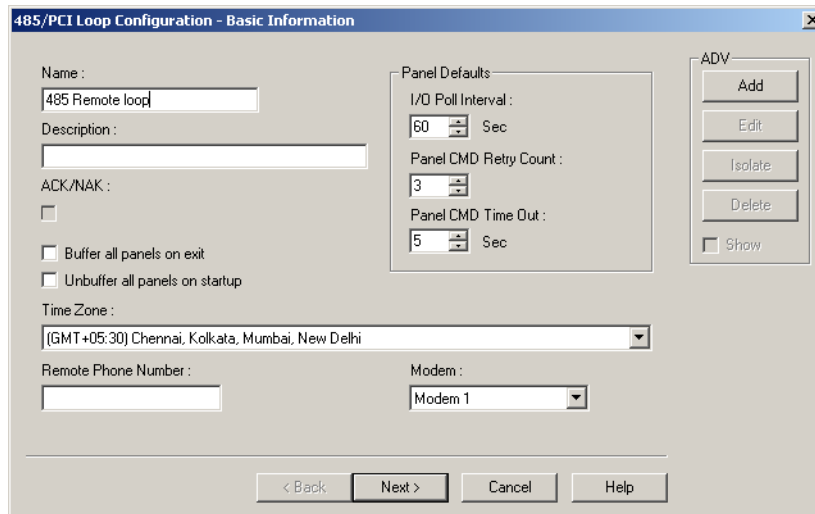 485/PCI Loop Configuration - Basic Information
Name :
485 Remote loop
Description :
ACK/NAK :
Buffer all panels on exit
Unbuffer all panels on startup
Panel Defaults
I/O Poll Interval :
60 Sec
Panel CMD Retry Count :
3
Panel CMD Time Out :
5 Sec
ADV
Add
Edit
Isolate
Delete
Show
Time Zone :
(GMT+05:30) Chennai, Kolkata, Mumbai, New Delhi
Remote Phone Number :
Modem :
Modem 1
< Back Next > Cancel Help